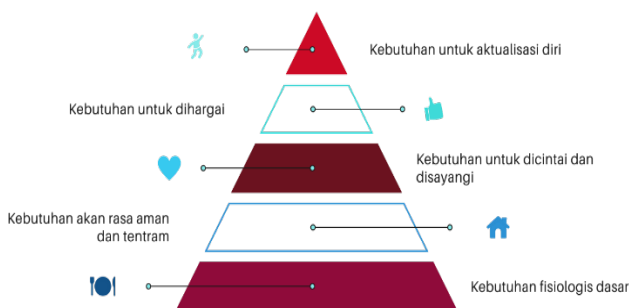 Kebutuhan untuk aktualisasi diri
Kebutuhan untuk dihargai
Kebutuhan untuk dicintai dan
disayangi
Kebutuhan akan rasa aman
dan tentram
Kebutuhan fisiologis dasar